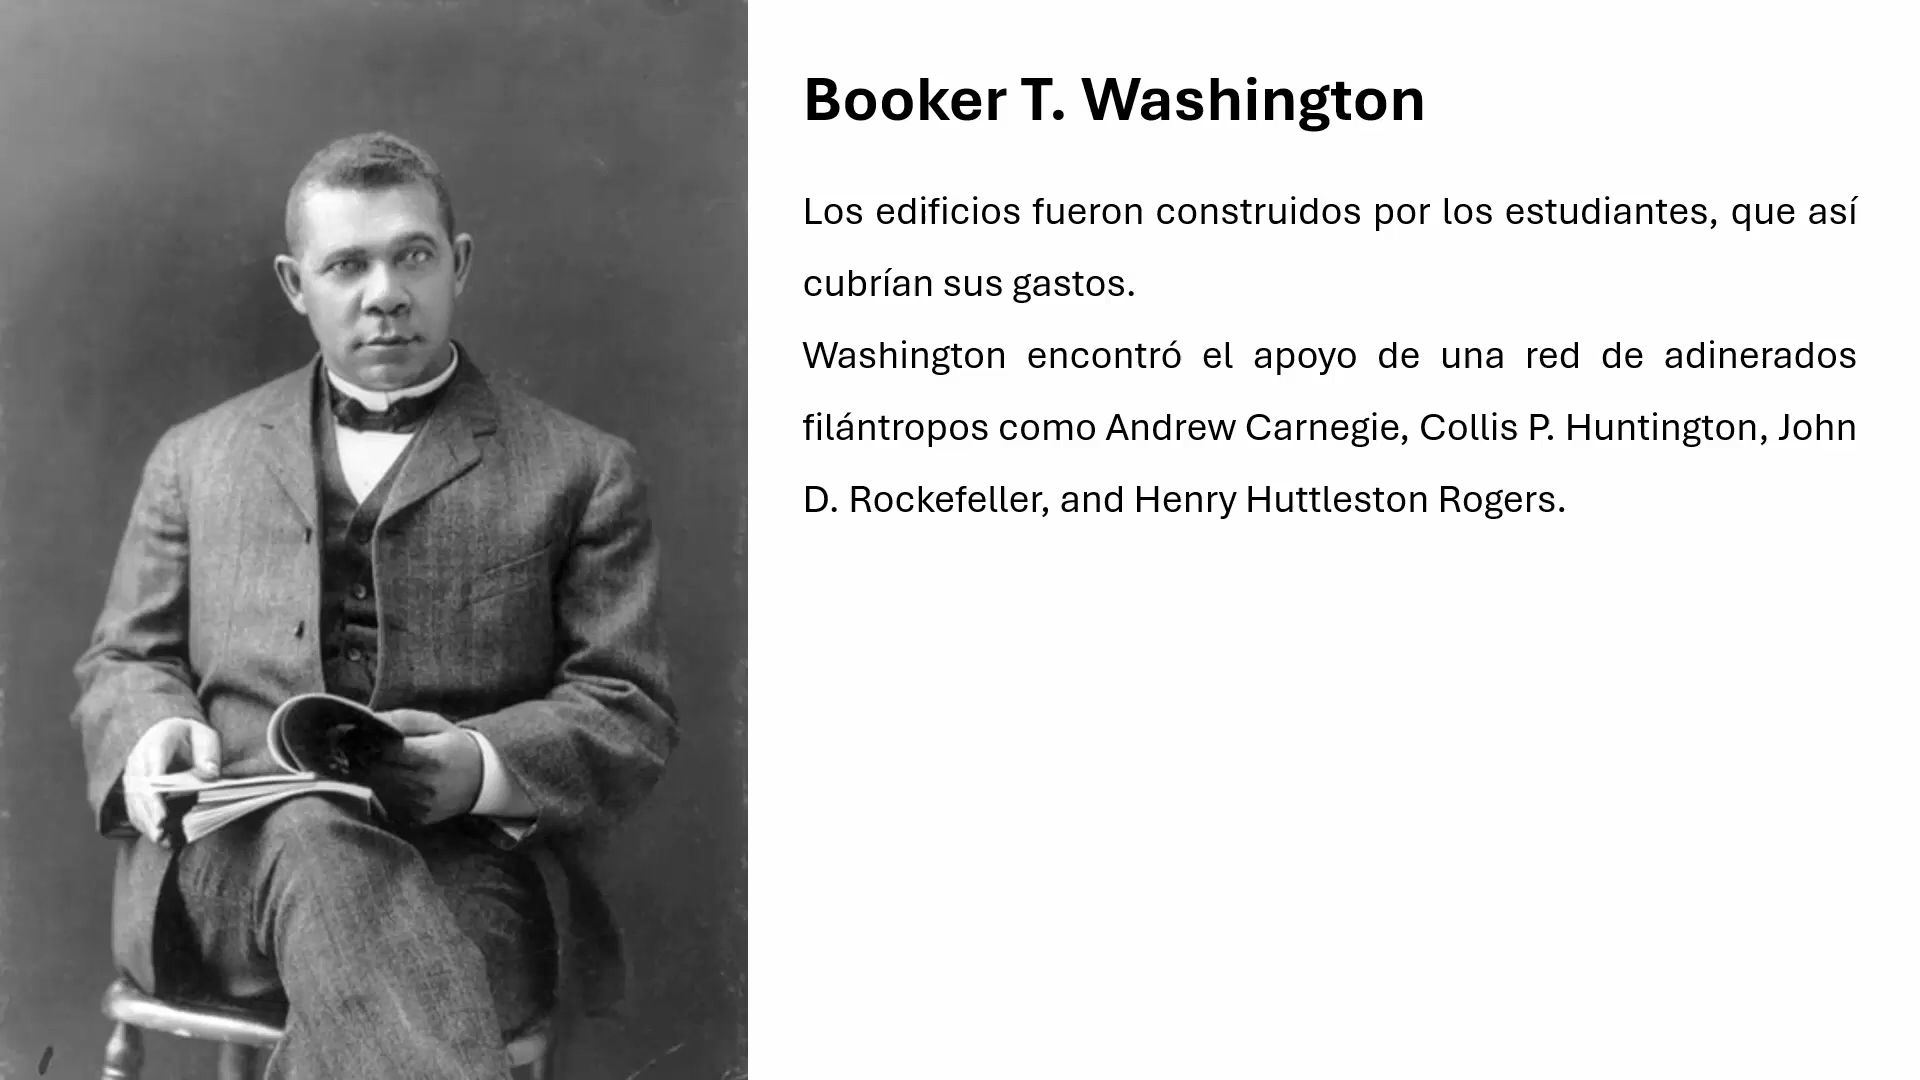 Booker T. Washington
Los edificios fueron construidos por los estudiantes, que así
cubrían sus gastos.
Washington encontró el apoyo de una red de adinerados
filántropos como Andrew Carnegie, Collis P. Huntington, John
D. Rockefeller, and Henry Huttleston Rogers.